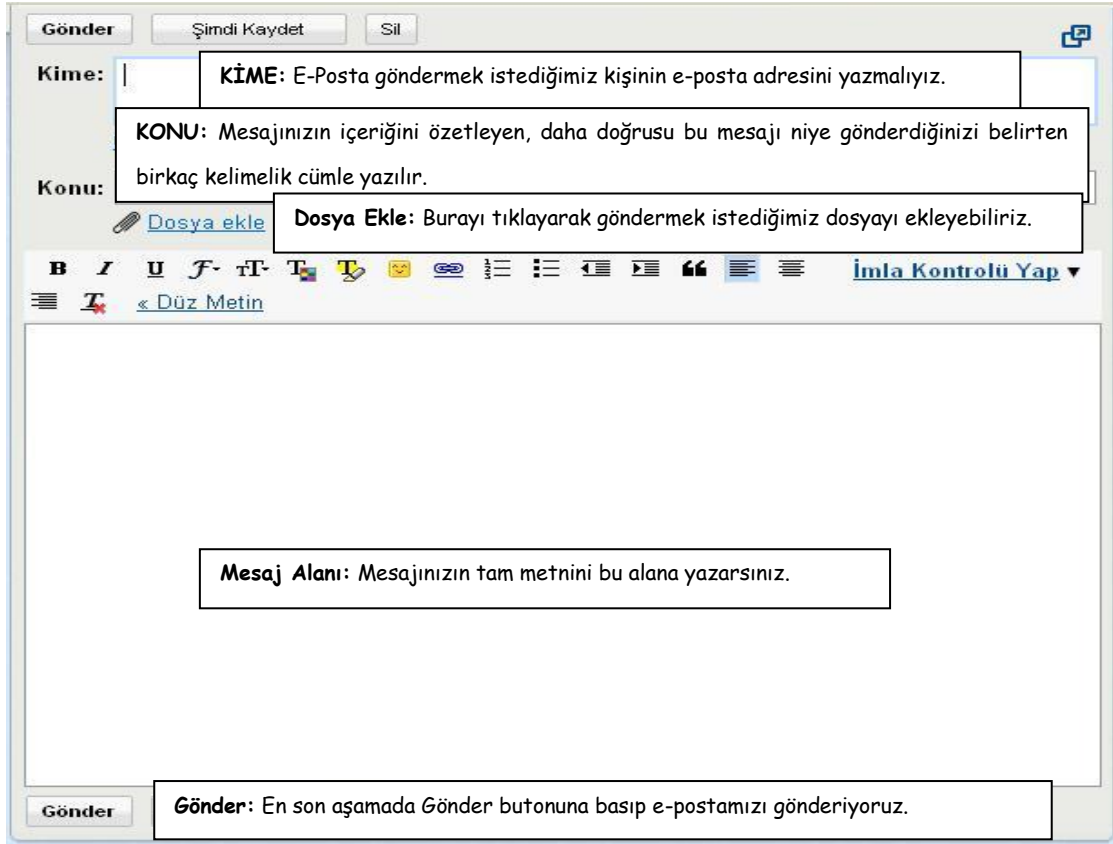 Gönder Şimdi Kaydet Sil
Kime:
KİME: E-Posta göndermek istediğimiz kişinin e-posta adresini yazmalıyız.
KONU: Mesajınızın içeriğini özetleyen, daha doğrusu bu mesajı niye gönderdiğinizi belirten
birkaç kelimelik cümle yazılır.
Konu:
Dosya ekle
Dosya Ekle: Burayı tıklayarak göndermek istediğimiz dosyayı ekleyebiliriz.
B I U F TT T T İmla Kontrolü Yap
T « Düz Metin
Mesaj Alanı: Mesajınızın tam metnini bu alana yazarsınız.
Gönder: En son aşamada Gönder butonuna basıp e-postamızı gönderiyoruz.
Gönder